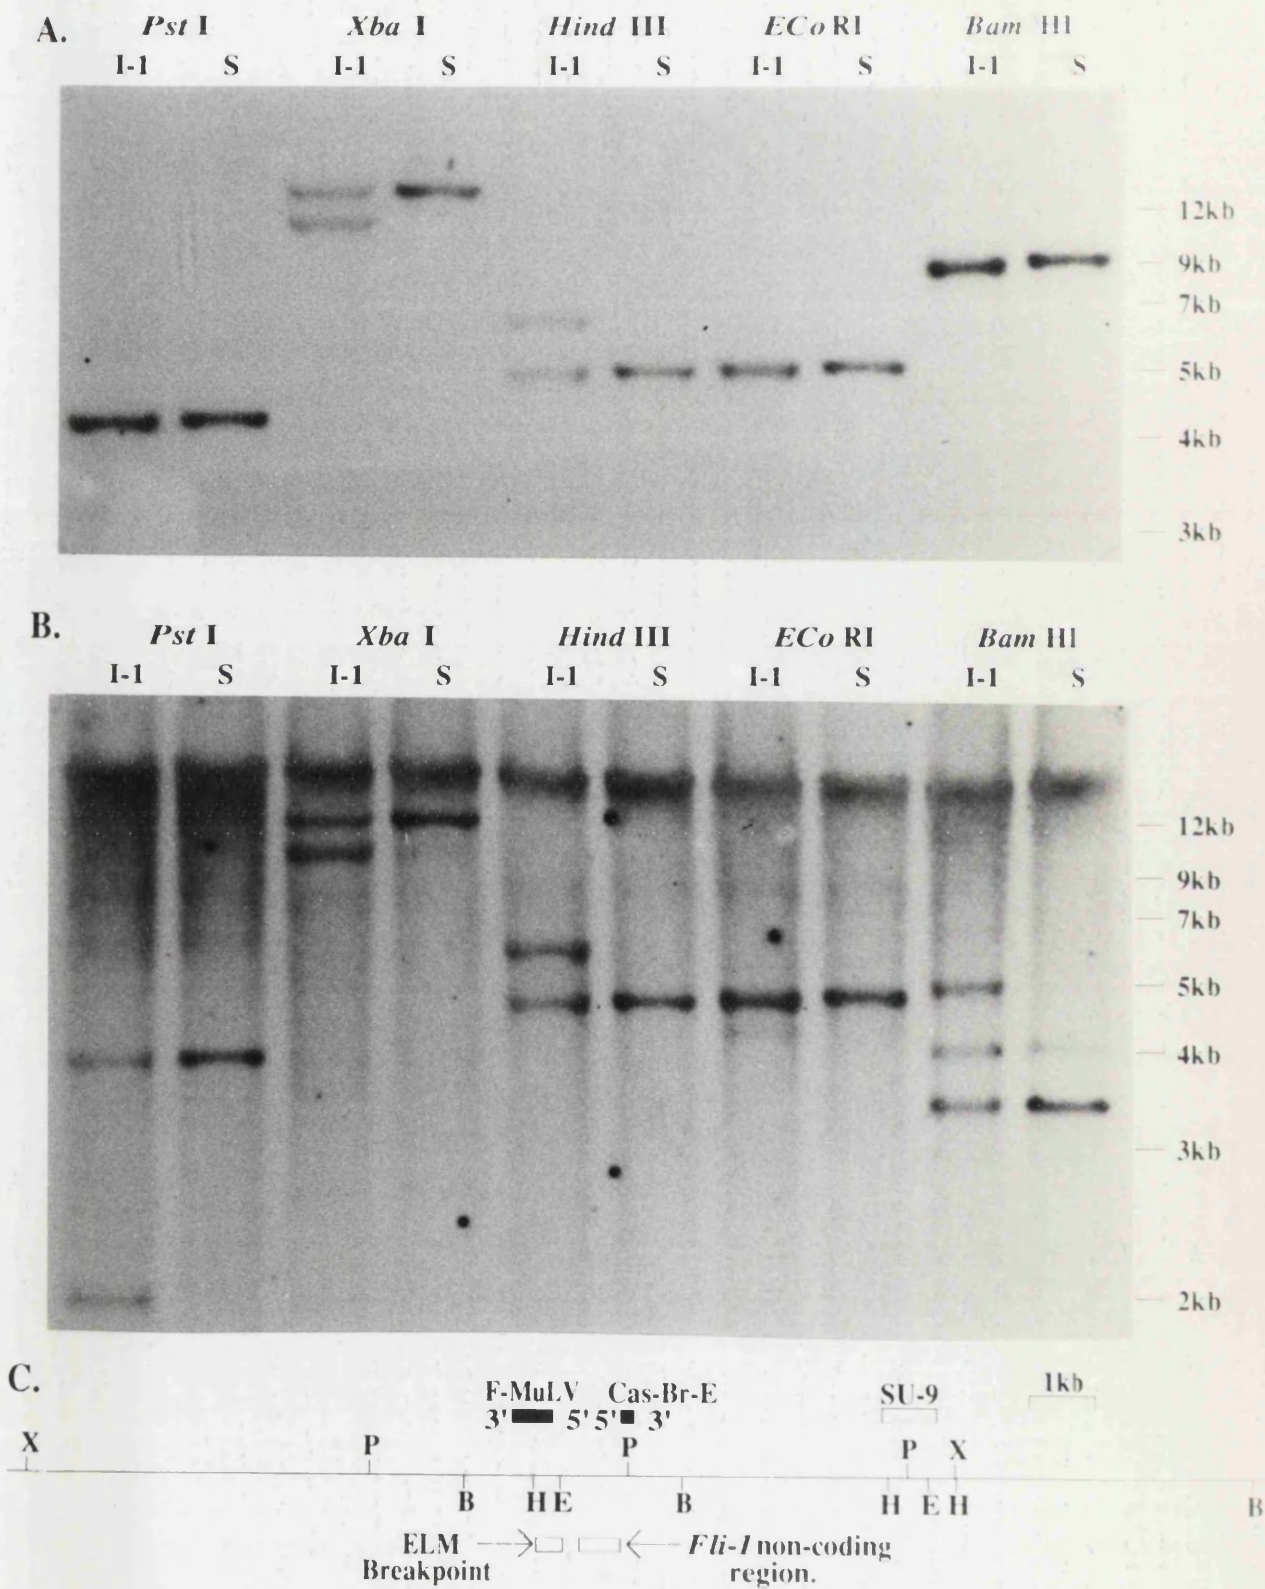 A.
Pst I Xba I Hind III ECo RI Bam HI
I-1 S I-1 S I-1 S I-1 S I-1 S
12kb
9kb
7kb
5kb
4kb
3kb
B.
Pst I Xba I Hind III ECo RI Bam HI
I-1 S I-1 S I-1 S I-1 S I-1 S
12kb
9kb
7kb
5kb
4kb
3kb
2kb
C.
F-MuLV Cas-Br-E SU-9 1kb
3' 5' 5' 3'
X P P P X
B H E B H E H B
ELM Fli-1 non-coding
Breakpoint region.